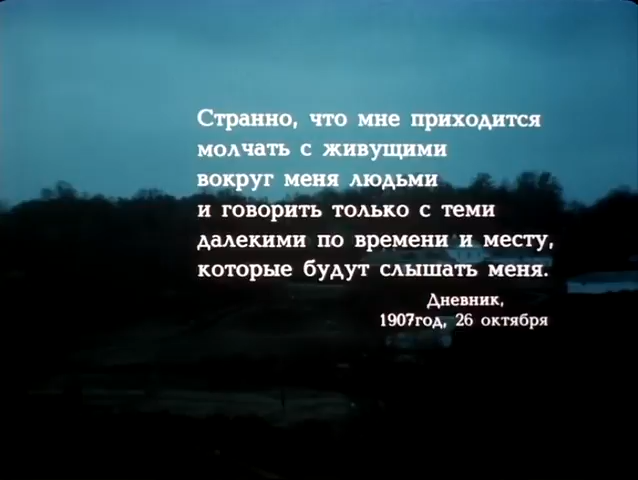 Странно, что мне приходится
молчать с живущими
вокруг меня людьми
и говорить только с теми
далекими по времени и месту,
которые будут слышать меня.
Дневник,
1907год, 26 октября